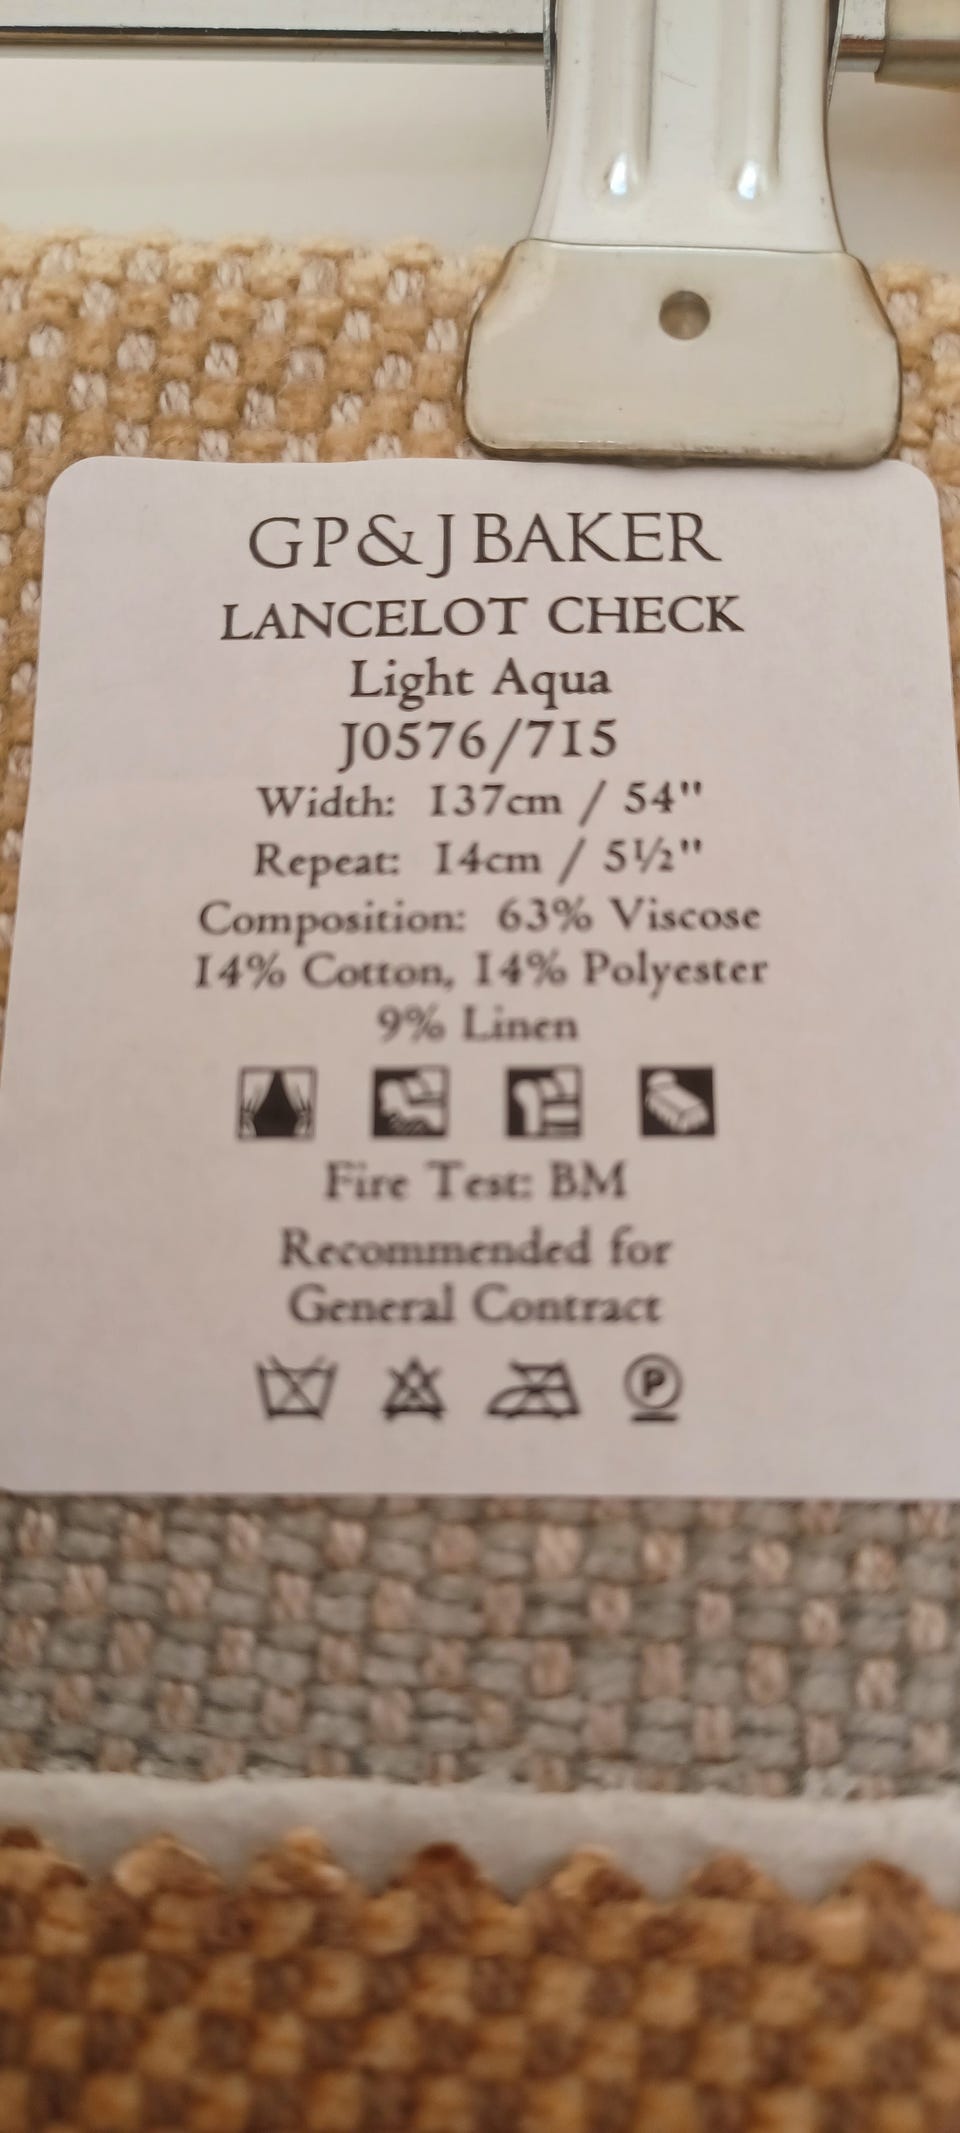 GP&J BAKER
LANCELOT CHECK
Light Aqua
J0576/715
Width: 137cm / 54"
Repeat: 14cm / 5½"
Composition: 63% Viscose
14% Cotton, 14% Polyester
9% Linen
Fire Test: BM
Recommended for
General Contract
P